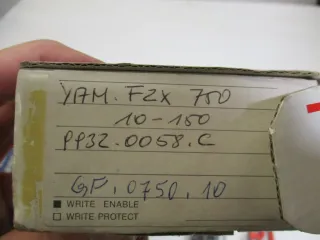 YAM. FZX 750
10-150
PP32.0058.C
GF.0750.10
■ WRITE ENABLE
□ WRITE PROTECT